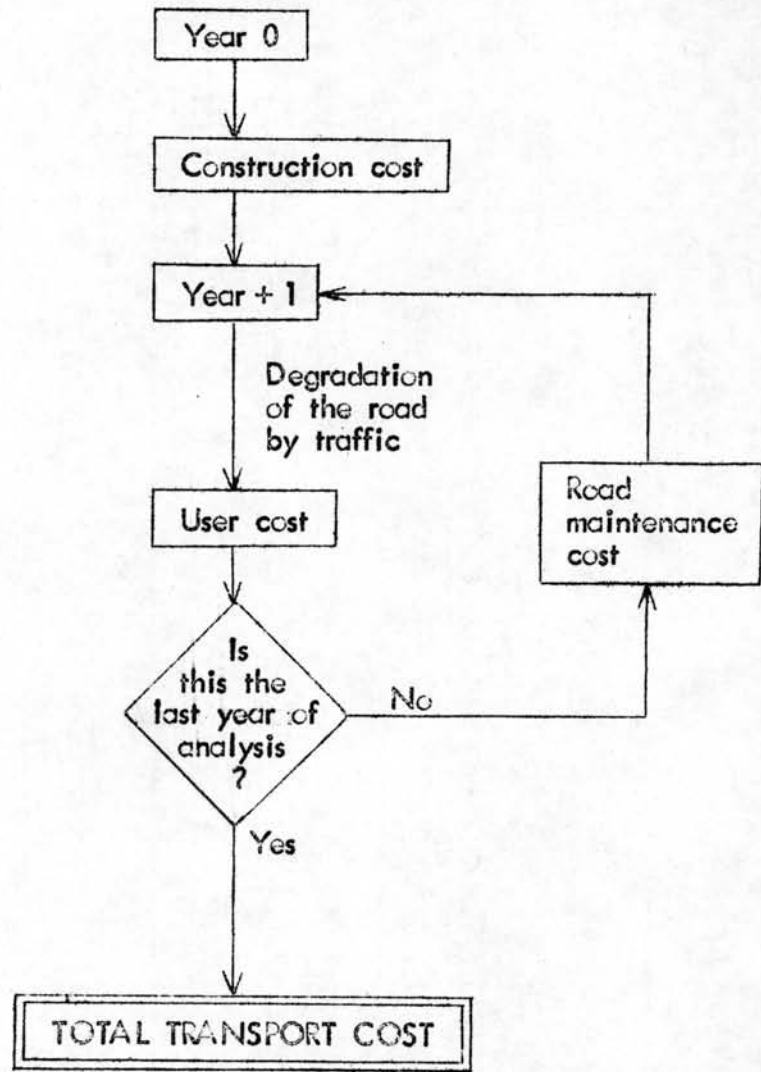 Year 0
Construction cost
Year + 1
Degradation
of the road
by traffic
User cost
Road
maintenance
cost
Is
this the
last year of
analysis
?
No
Yes
TOTAL TRANSPORT COST